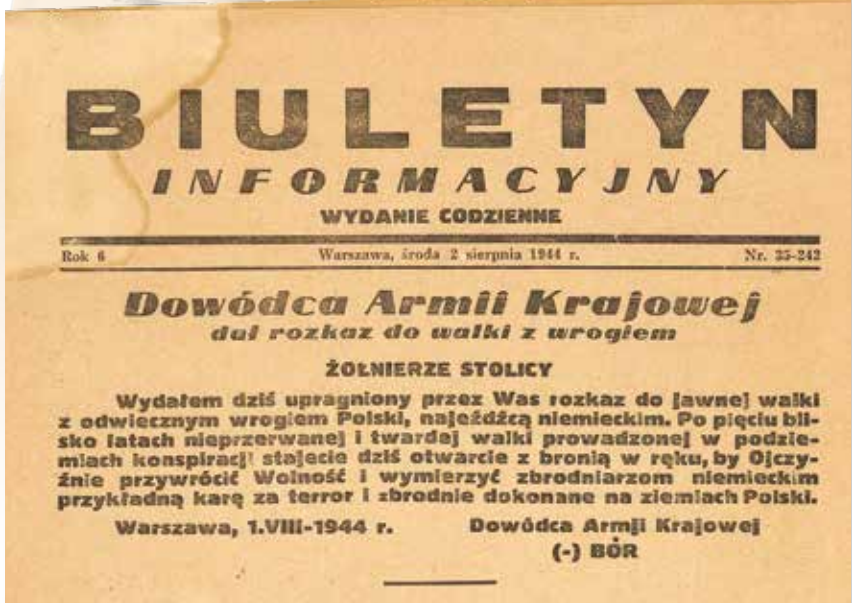 BIULETYN
INFORMACYJNY
WYDANIE CODZIENNE
Rok 6 Warszawa, środa 2 sierpnia 1944 r. Nr. 35-242
Dowódca Armii Krajowej
dał rozkaz do walki z wrogiem
ŻOŁNIERZE STOLICY
Wydałem dziś upragniony przez Was rozkaz do jawnej walki
z odwiecznym wrogiem Polski, najeźdźcą niemieckim. Po pięciu bli-
sko latach nieprzerwanej i twardej walki prowadzonej w podzie-
miach konspiracji stajecie dziś otwarcie z bronią w ręku, by Ojczy-
źnie przywrócić Wolność i wymierzyć zbrodniarzom niemieckim
przykładną karę za terror i zbrodnie dokonane na ziemiach Polski.
Warszawa, 1.VIII-1944 r. Dowódca Armji Krajowej
(-) BÓR